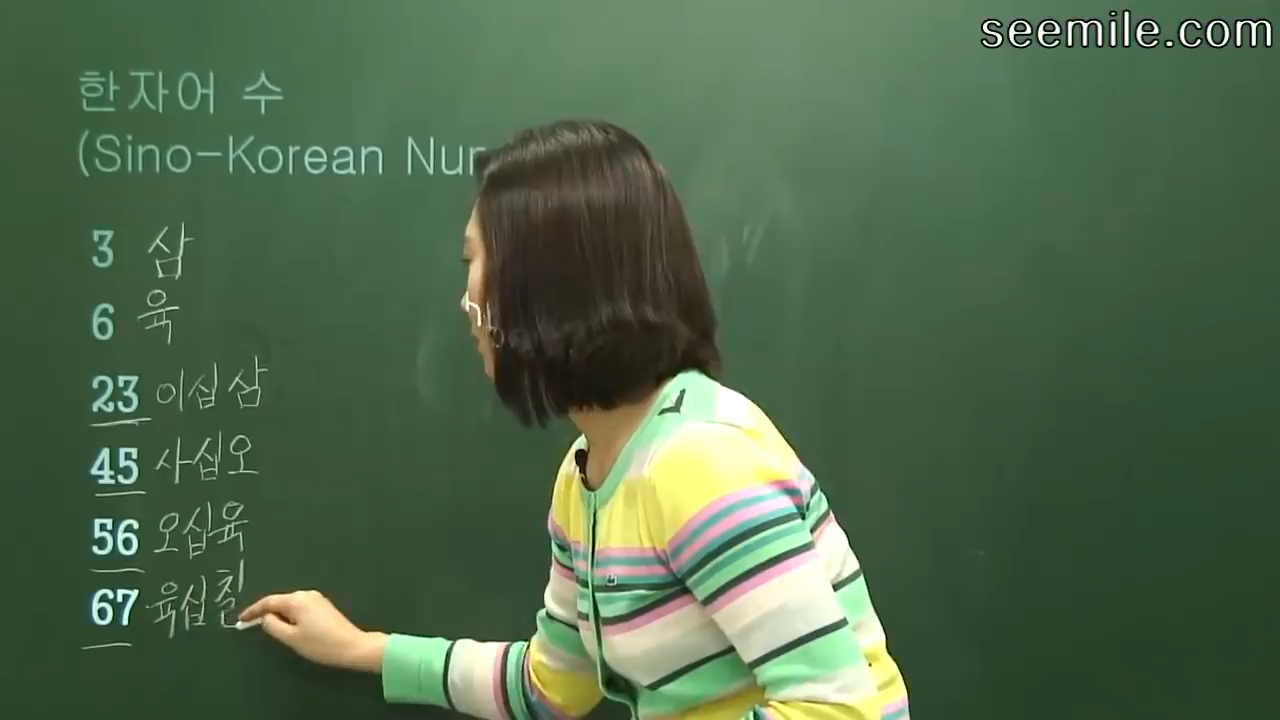 seemile.com
한자어 수
(Sino-Korean
3 삼
6 육
23 이십삼
45 사십오
56 오십육
67 육십칠